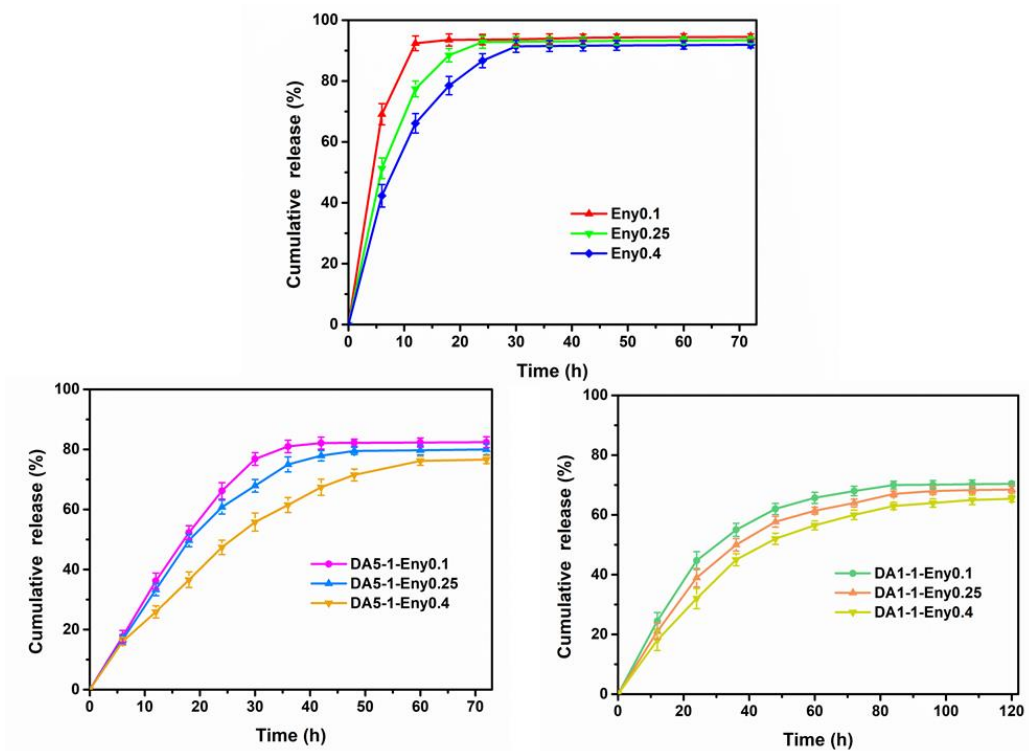 100
80
60
40
20
0
Cumulative release (%)
Eny0.1
Eny0.25
Eny0.4
0 10 20 30 40 50 60 70
Time (h)
100
80
60
40
20
0
Cumulative release (%)
DA5-1-Eny0.1
DA5-1-Eny0.25
DA5-1-Eny0.4
0 10 20 30 40 50 60 70
Time (h)
100
80
60
40
20
0
Cumulative release (%)
DA1-1-Eny0.1
DA1-1-Eny0.25
DA1-1-Eny0.4
0 20 40 60 80 100 120
Time (h)